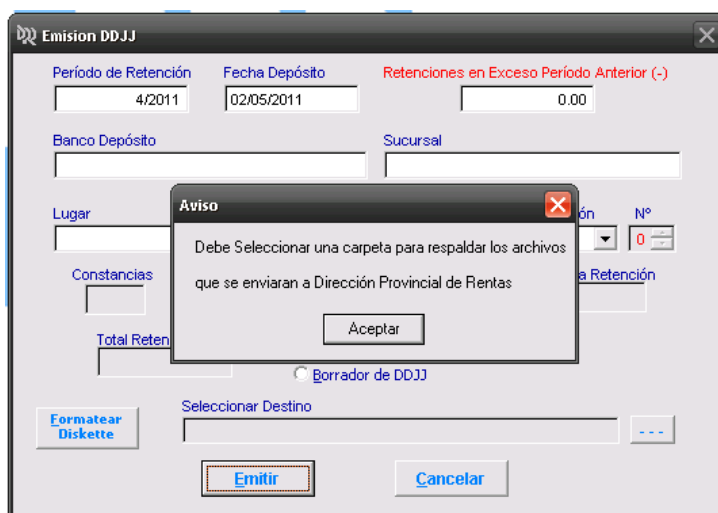 Emision DDJJ
Período de Retención Fecha Depósito Retenciones en Exceso Período Anterior (-)
4/2011 02/05/2011 0.00
Banco Depósito Sucursal
Aviso
Lugar ón Nº
Debe Seleccionar una carpeta para respaldar los archivos
0
que se enviaran a Dirección Provincial de Rentas
Constancias a Retención
Aceptar
Total Reten
Borrador de DDJJ
Seleccionar Destino
Formatear
Diskette
- - -
Emitir Cancelar